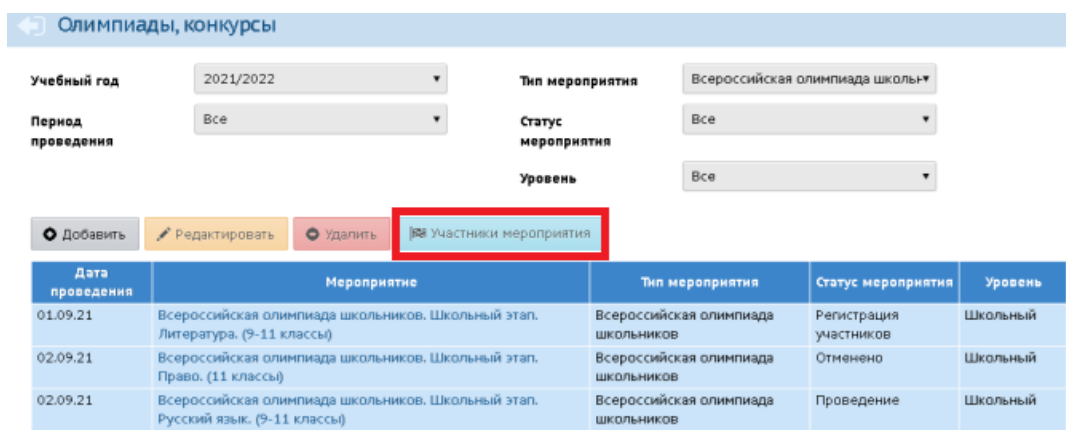 Олимпиады, конкурсы
Учебный год 2021/2022 Тип мероприятия Всероссийская олимпиада школьн
Период проведения Все Статус мероприятия Все
Уровень Все
Добавить Редактировать Удалить Участники мероприятия
Дата проведения Мероприятие Тип мероприятия Статус мероприятия Уровень
01.09.21 Всероссийская олимпиада школьников. Школьный этап. Всероссийская олимпиада Регистрация Школьный
Литература. (9-11 классы) школьников участников
02.09.21 Всероссийская олимпиада школьников. Школьный этап. Всероссийская олимпиада Отменено Школьный
Право. (11 классы) школьников
02.09.21 Всероссийская олимпиада школьников. Школьный этап. Всероссийская олимпиада Проведение Школьный
Русский язык. (9-11 классы) школьников